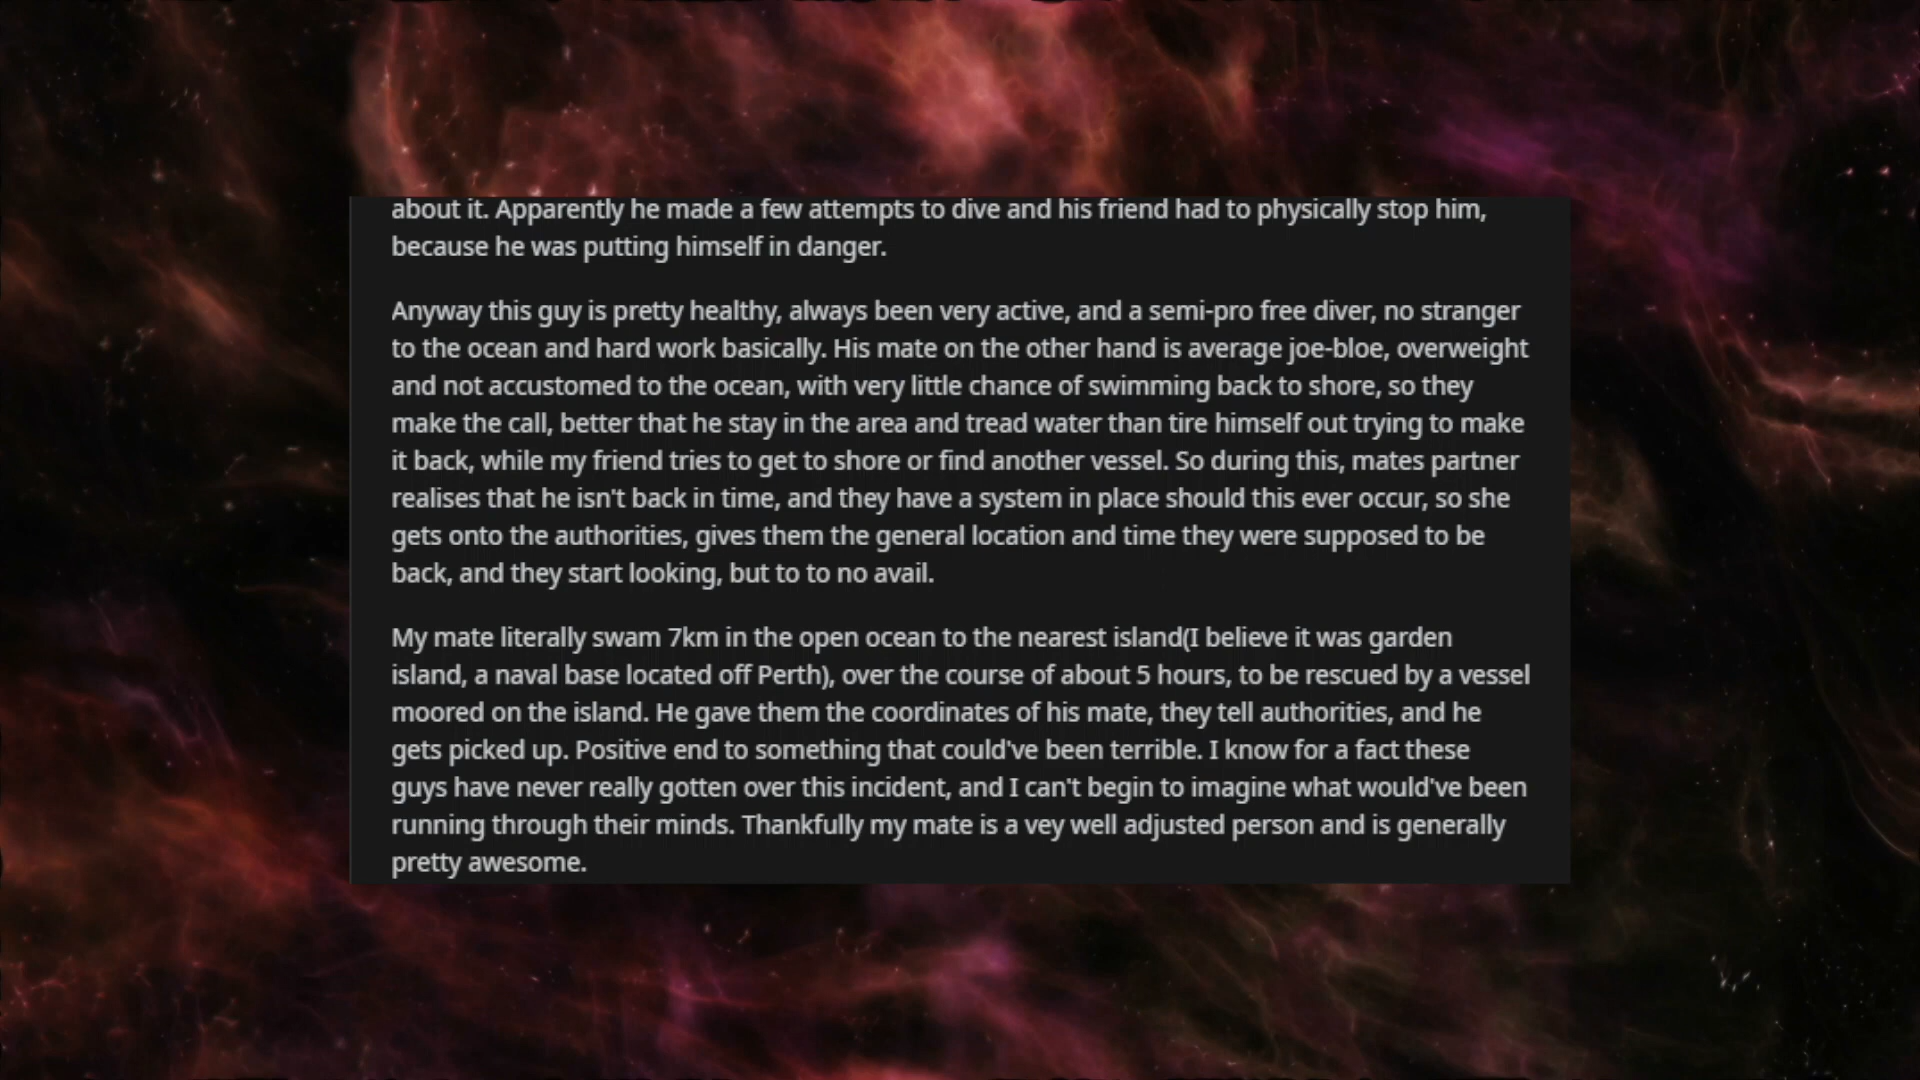 about it. Apparently he made a few attempts to dive and his friend had to physically stop him,
because he was putting himself in danger.
Anyway this guy is pretty healthy, always been very active, and a semi-pro free diver, no stranger
to the ocean and hard work basically. His mate on the other hand is average joe-bloe, overweight
and not accustomed to the ocean, with very little chance of swimming back to shore, so they
make the call, better that he stay in the area and tread water than tire himself out trying to make
it back, while my friend tries to get to shore or find another vessel. So during this, mates partner
realises that he isn't back in time, and they have a system in place should this ever occur, so she
gets onto the authorities, gives them the general location and time they were supposed to be
back, and they start looking, but to to no avail.
My mate literally swam 7km in the open ocean to the nearest island(I believe it was garden
island, a naval base located off Perth), over the course of about 5 hours, to be rescued by a vessel
moored on the island. He gave them the coordinates of his mate, they tell authorities, and he
gets picked up. Positive end to something that could've been terrible. I know for a fact these
guys have never really gotten over this incident, and I can't begin to imagine what would've been
running through their minds. Thankfully my mate is a vey well adjusted person and is generally
pretty awesome.